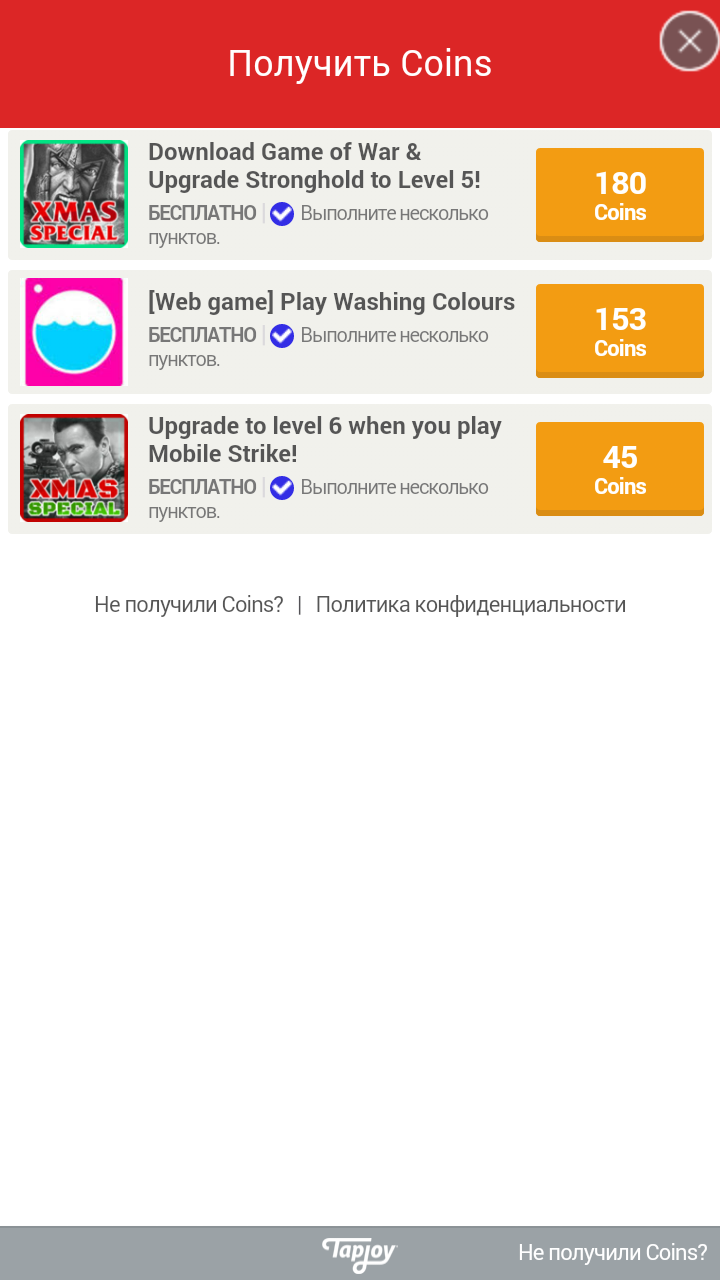 Получить Coins
XMAS
SPECIAL
Download Game of War &
Upgrade Stronghold to Level 5!
БЕСПЛАТНО | Выполните несколько
пунктов.
180
Coins
[Web game] Play Washing Colours
БЕСПЛАТНО | Выполните несколько
пунктов.
153
Coins
XMAS
SPECIAL
Upgrade to level 6 when you play
Mobile Strike!
БЕСПЛАТНО | Выполните несколько
пунктов.
45
Coins
Не получили Coins? | Политика конфиденциальности
Tapjoy
Не получили Coins?